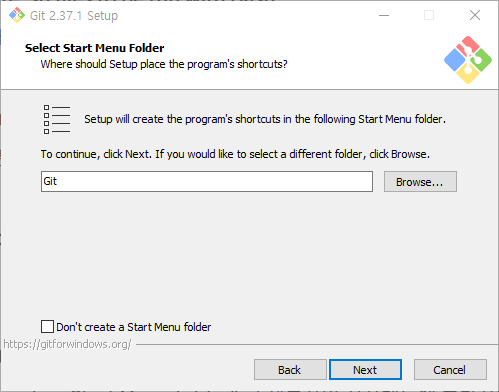 Git 2.37.1 Setup
Select Start Menu Folder
Where should Setup place the program's shortcuts?
Setup will create the program's shortcuts in the following Start Menu folder.
To continue, click Next. If you would like to select a different folder, click Browse.
Git
Browse...
Don't create a Start Menu folder
https://gitforwindows.org/
Back
Next
Cancel